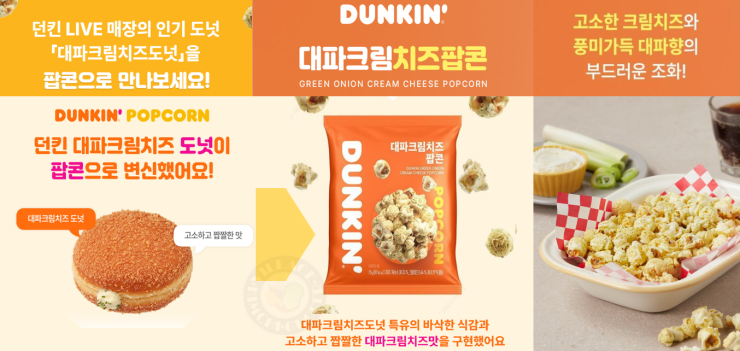 던킨 LIVE 매장의 인기 도넛
「대파크림치즈도넛」을
팝콘으로 만나보세요!
DUNKIN' POPCORN
던킨 대파크림치즈 도넛이
팝콘으로 변신했어요!
대파크림치즈 도넛
고소하고 짭짤한 맛
DUNKIN'
대파크림치즈팝콘
GREEN ONION CREAM CHEESE POPCORN
DUNKIN'
대파크림치즈
팝콘
DUNKIN GREEN ONION
CREAM CHEESE POPCORN
POPCORN
대파크림치즈도넛 특유의 바삭한 식감과
고소하고 짭짤한 대파크림치즈맛을 구현했어요
고소한 크림치즈와
풍미가득 대파향의
부드러운 조화!